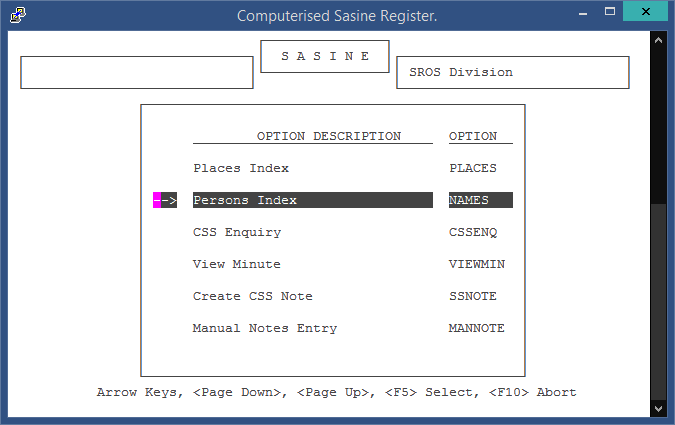 Computerised Sasine Register.
S A S I N E
SROS Division
OPTION DESCRIPTION OPTION
Places Index PLACES
--> Persons Index NAMES
CSS Enquiry CSSENQ
View Minute VIEWMIN
Create CSS Note SSNOTE
Manual Notes Entry MANNOTE
Arrow Keys, <Page Down>, <Page Up>, <F5> Select, <F10> Abort